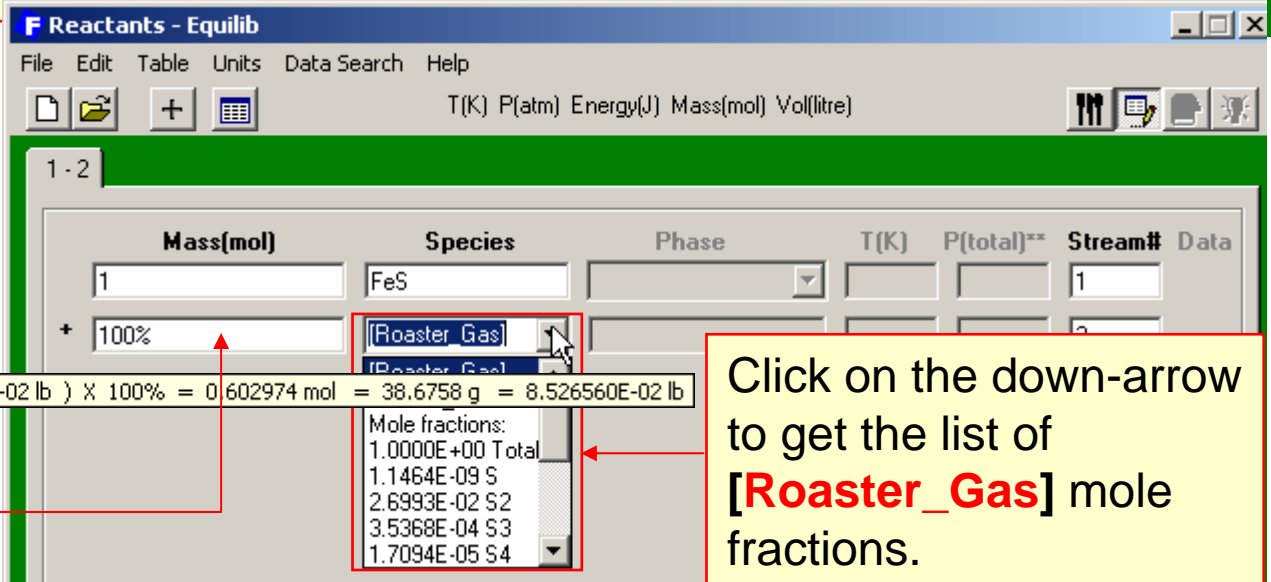 F Reactants - Equilib
File Edit Table Units Data Search Help
T(K) P(atm) Energy(J) Mass(mol) Vol(litre)
1 - 2
Mass(mol) Species Phase T(K) P(total)** Stream# Data
1 FeS 1
+ 100% [Roaster_Gas]
[Roaster_Gas]
-02 lb ) X 100% = 0.602974 mol = 38.6758 g = 8.526560E-02 lb
Mole fractions:
1.0000E+00 Total
1.1464E-09 S
2.6993E-02 S2
3.5368E-04 S3
1.7094E-05 S4
Click on the down-arrow
to get the list of
[Roaster_Gas] mole
fractions.